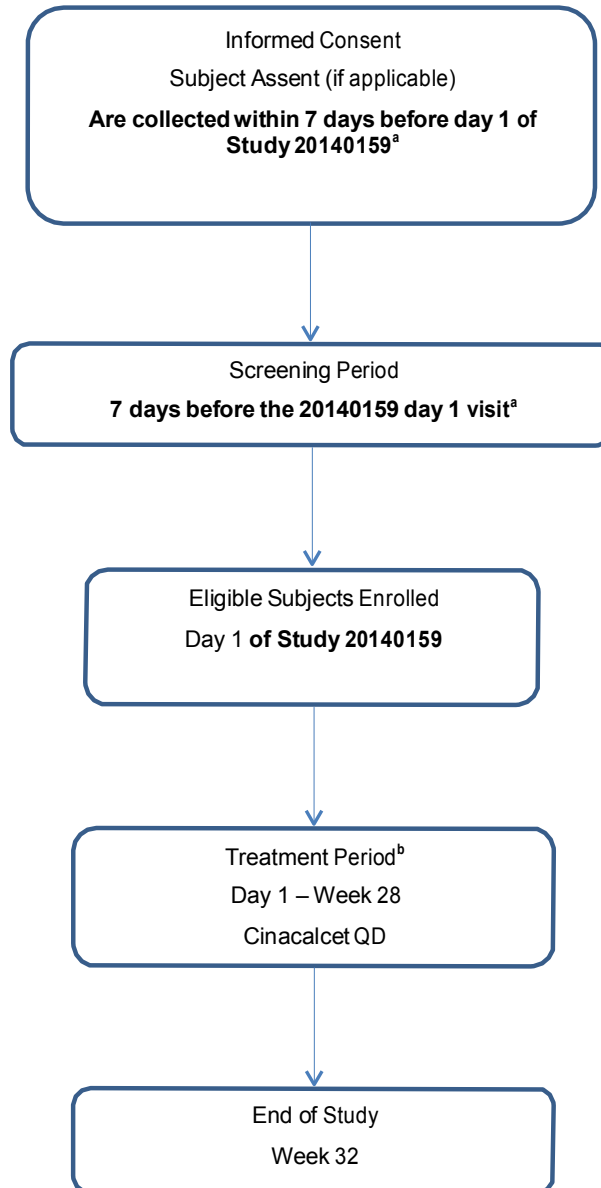 Informed Consent
Subject Assent (if applicable)
Are collected within 7 days before day 1 of
Study 20140159ᵃ
Screening Period
7 days before the 20140159 day 1 visitᵃ
Eligible Subjects Enrolled
Day 1 of Study 20140159
Treatment Periodᵇ
Day 1 – Week 28
Cinacalcet QD
End of Study
Week 32